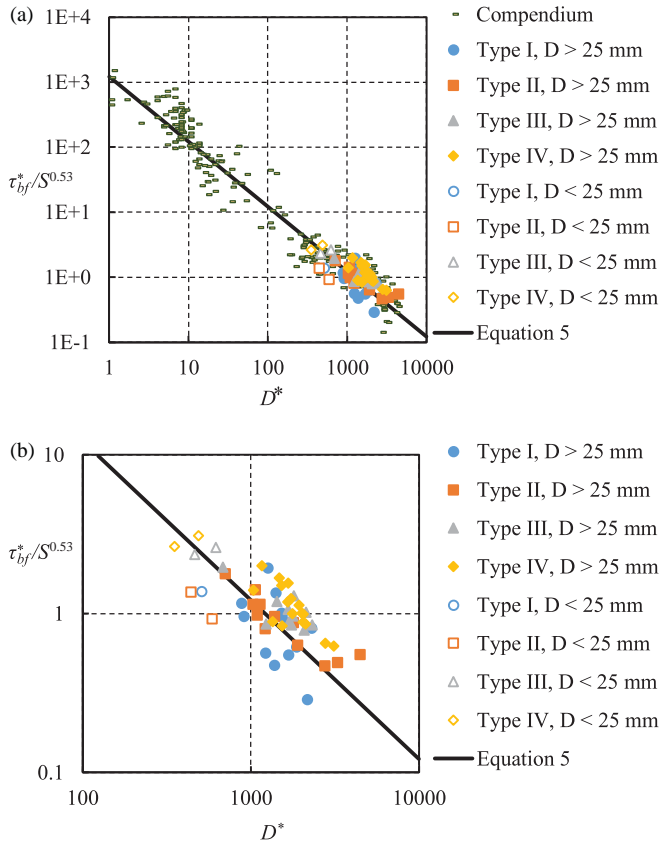 (a)
1E+4
1E+3
1E+2
τ*bf/S^0.53
1E+1
1E+0
1E-1
1
10
100
1000
10000
D*
Compendium
Type I, D > 25 mm
Type II, D > 25 mm
Type III, D > 25 mm
Type IV, D > 25 mm
Type I, D < 25 mm
Type II, D < 25 mm
Type III, D < 25 mm
Type IV, D < 25 mm
Equation 5
(b)
10
τ*bf/S^0.53
1
0.1
100
1000
10000
D*
Type I, D > 25 mm
Type II, D > 25 mm
Type III, D > 25 mm
Type IV, D > 25 mm
Type I, D < 25 mm
Type II, D < 25 mm
Type III, D < 25 mm
Type IV, D < 25 mm
Equation 5